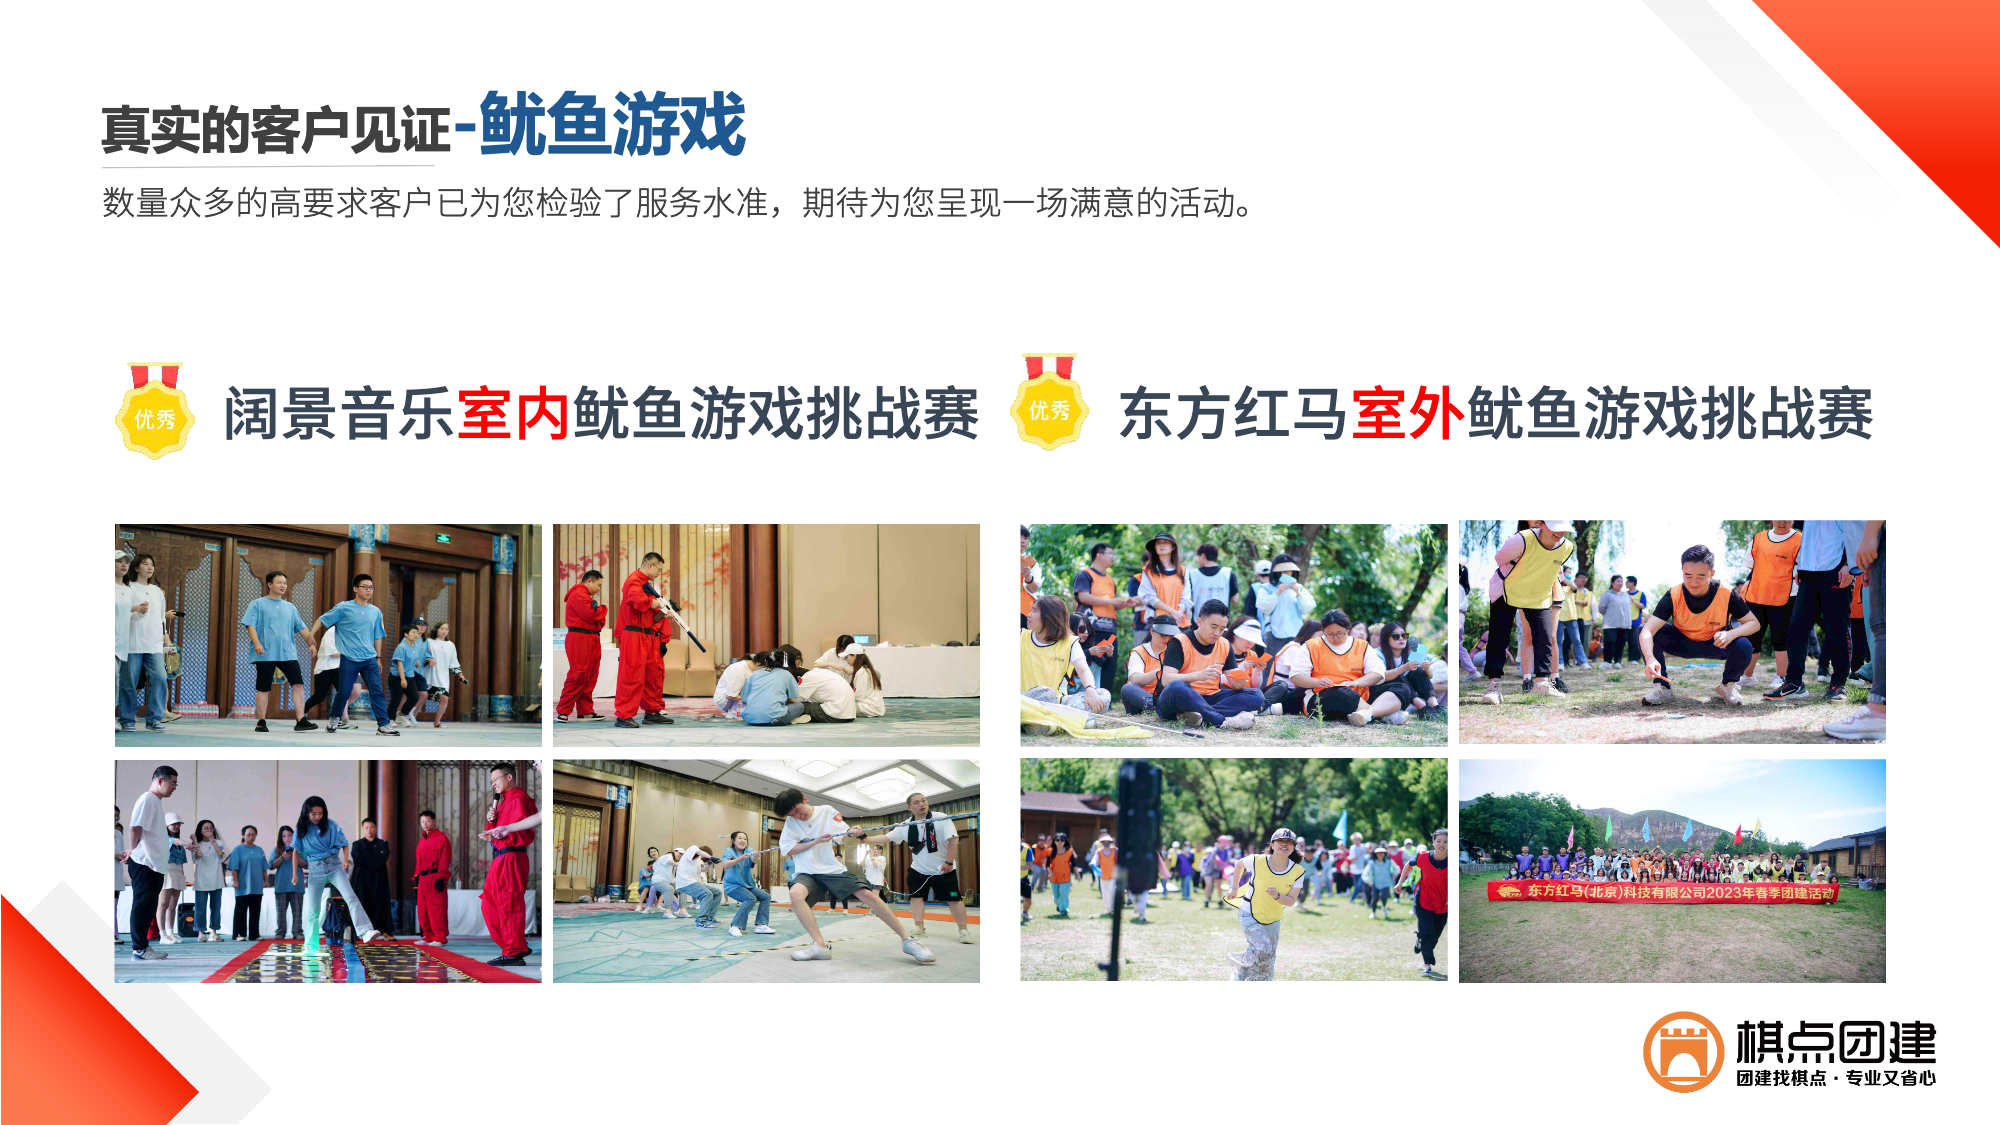 真实的客户见证-鱿鱼游戏
数量众多的高要求客户已为您检验了服务水准，期待为您呈现一场满意的活动。
优秀
阔景音乐室内鱿鱼游戏挑战赛
优秀
东方红马室外鱿鱼游戏挑战赛
东方红马(北京)科技有限公司2023年春季团建活动
棋点团建
团建找棋点·专业又省心